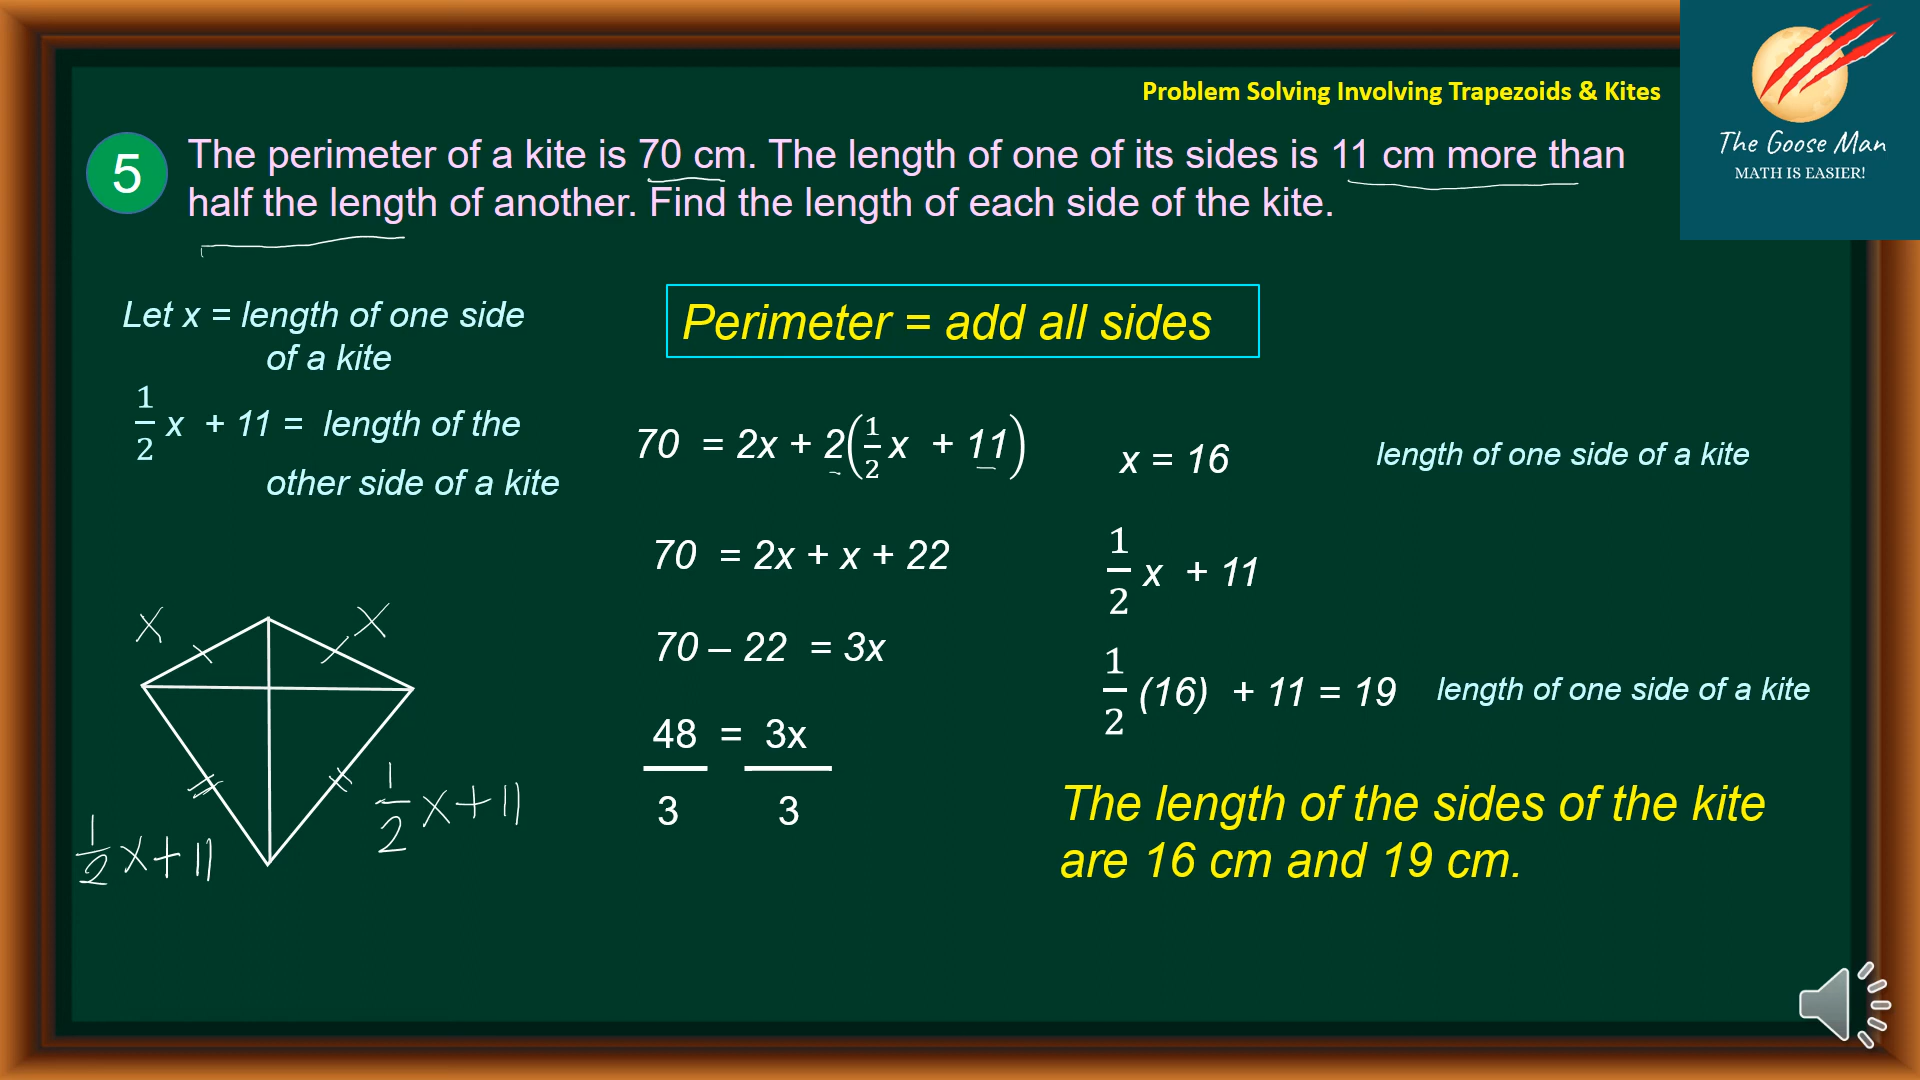 Problem Solving Involving Trapezoids & Kites
The Goose Man
MATH IS EASIER!
5
The perimeter of a kite is 70 cm. The length of one of its sides is 11 cm more than
half the length of another. Find the length of each side of the kite.
Let x = length of one side
of a kite
1/2 x + 11 = length of the
other side of a kite
x
x
1/2 x + 11
1/2 x + 11
Perimeter = add all sides
70 = 2x + 2(1/2 x + 11)
70 = 2x + x + 22
70 – 22 = 3x
48 = 3x
3 3
x = 16 length of one side of a kite
1/2 x + 11
1/2 (16) + 11 = 19 length of one side of a kite
The length of the sides of the kite
are 16 cm and 19 cm.